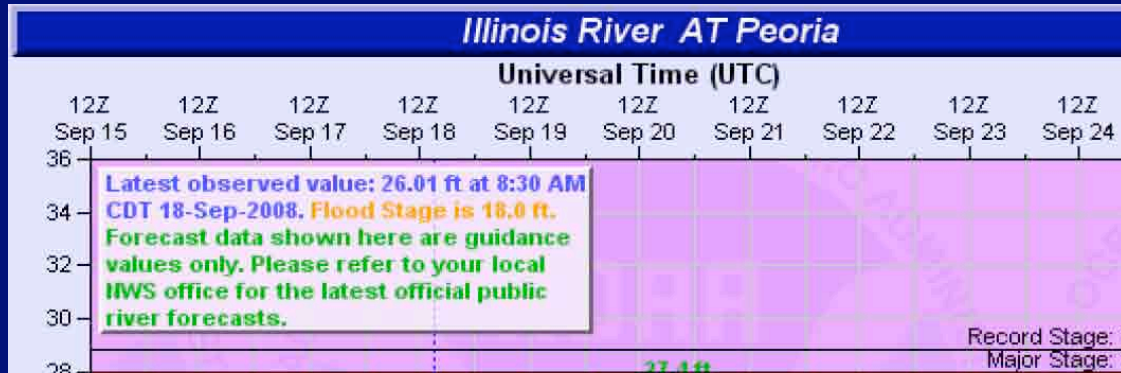 Illinois River AT Peoria
Universal Time (UTC)
12Z 12Z 12Z 12Z 12Z 12Z 12Z 12Z 12Z 12Z
Sep 15 Sep 16 Sep 17 Sep 18 Sep 19 Sep 20 Sep 21 Sep 22 Sep 23 Sep 24
36
Latest observed value: 26.01 ft at 8:30 AM
34
CDT 18-Sep-2008. Flood Stage is 18.0 ft.
Forecast data shown here are guidance
32
values only. Please refer to your local
NWS office for the latest official public
30
river forecasts.
Record Stage:
Major Stage:
28
27.4 ft